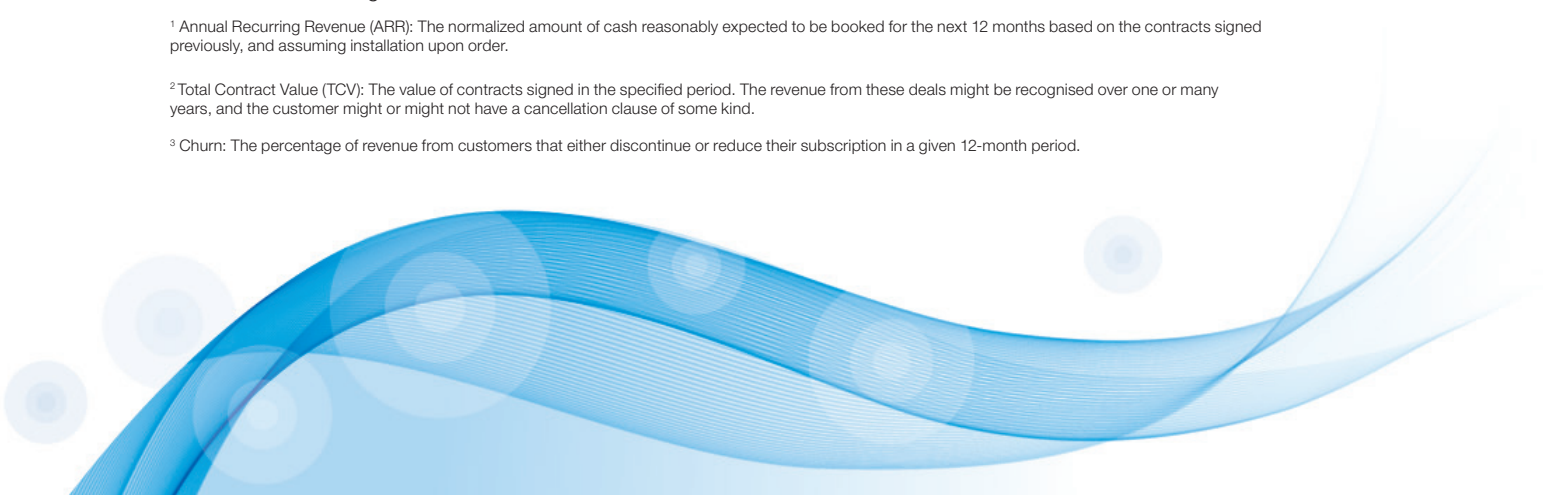 ¹ Annual Recurring Revenue (ARR): The normalized amount of cash reasonably expected to be booked for the next 12 months based on the contracts signed
previously, and assuming installation upon order.
² Total Contract Value (TCV): The value of contracts signed in the specified period. The revenue from these deals might be recognised over one or many
years, and the customer might or might not have a cancellation clause of some kind.
³ Churn: The percentage of revenue from customers that either discontinue or reduce their subscription in a given 12-month period.